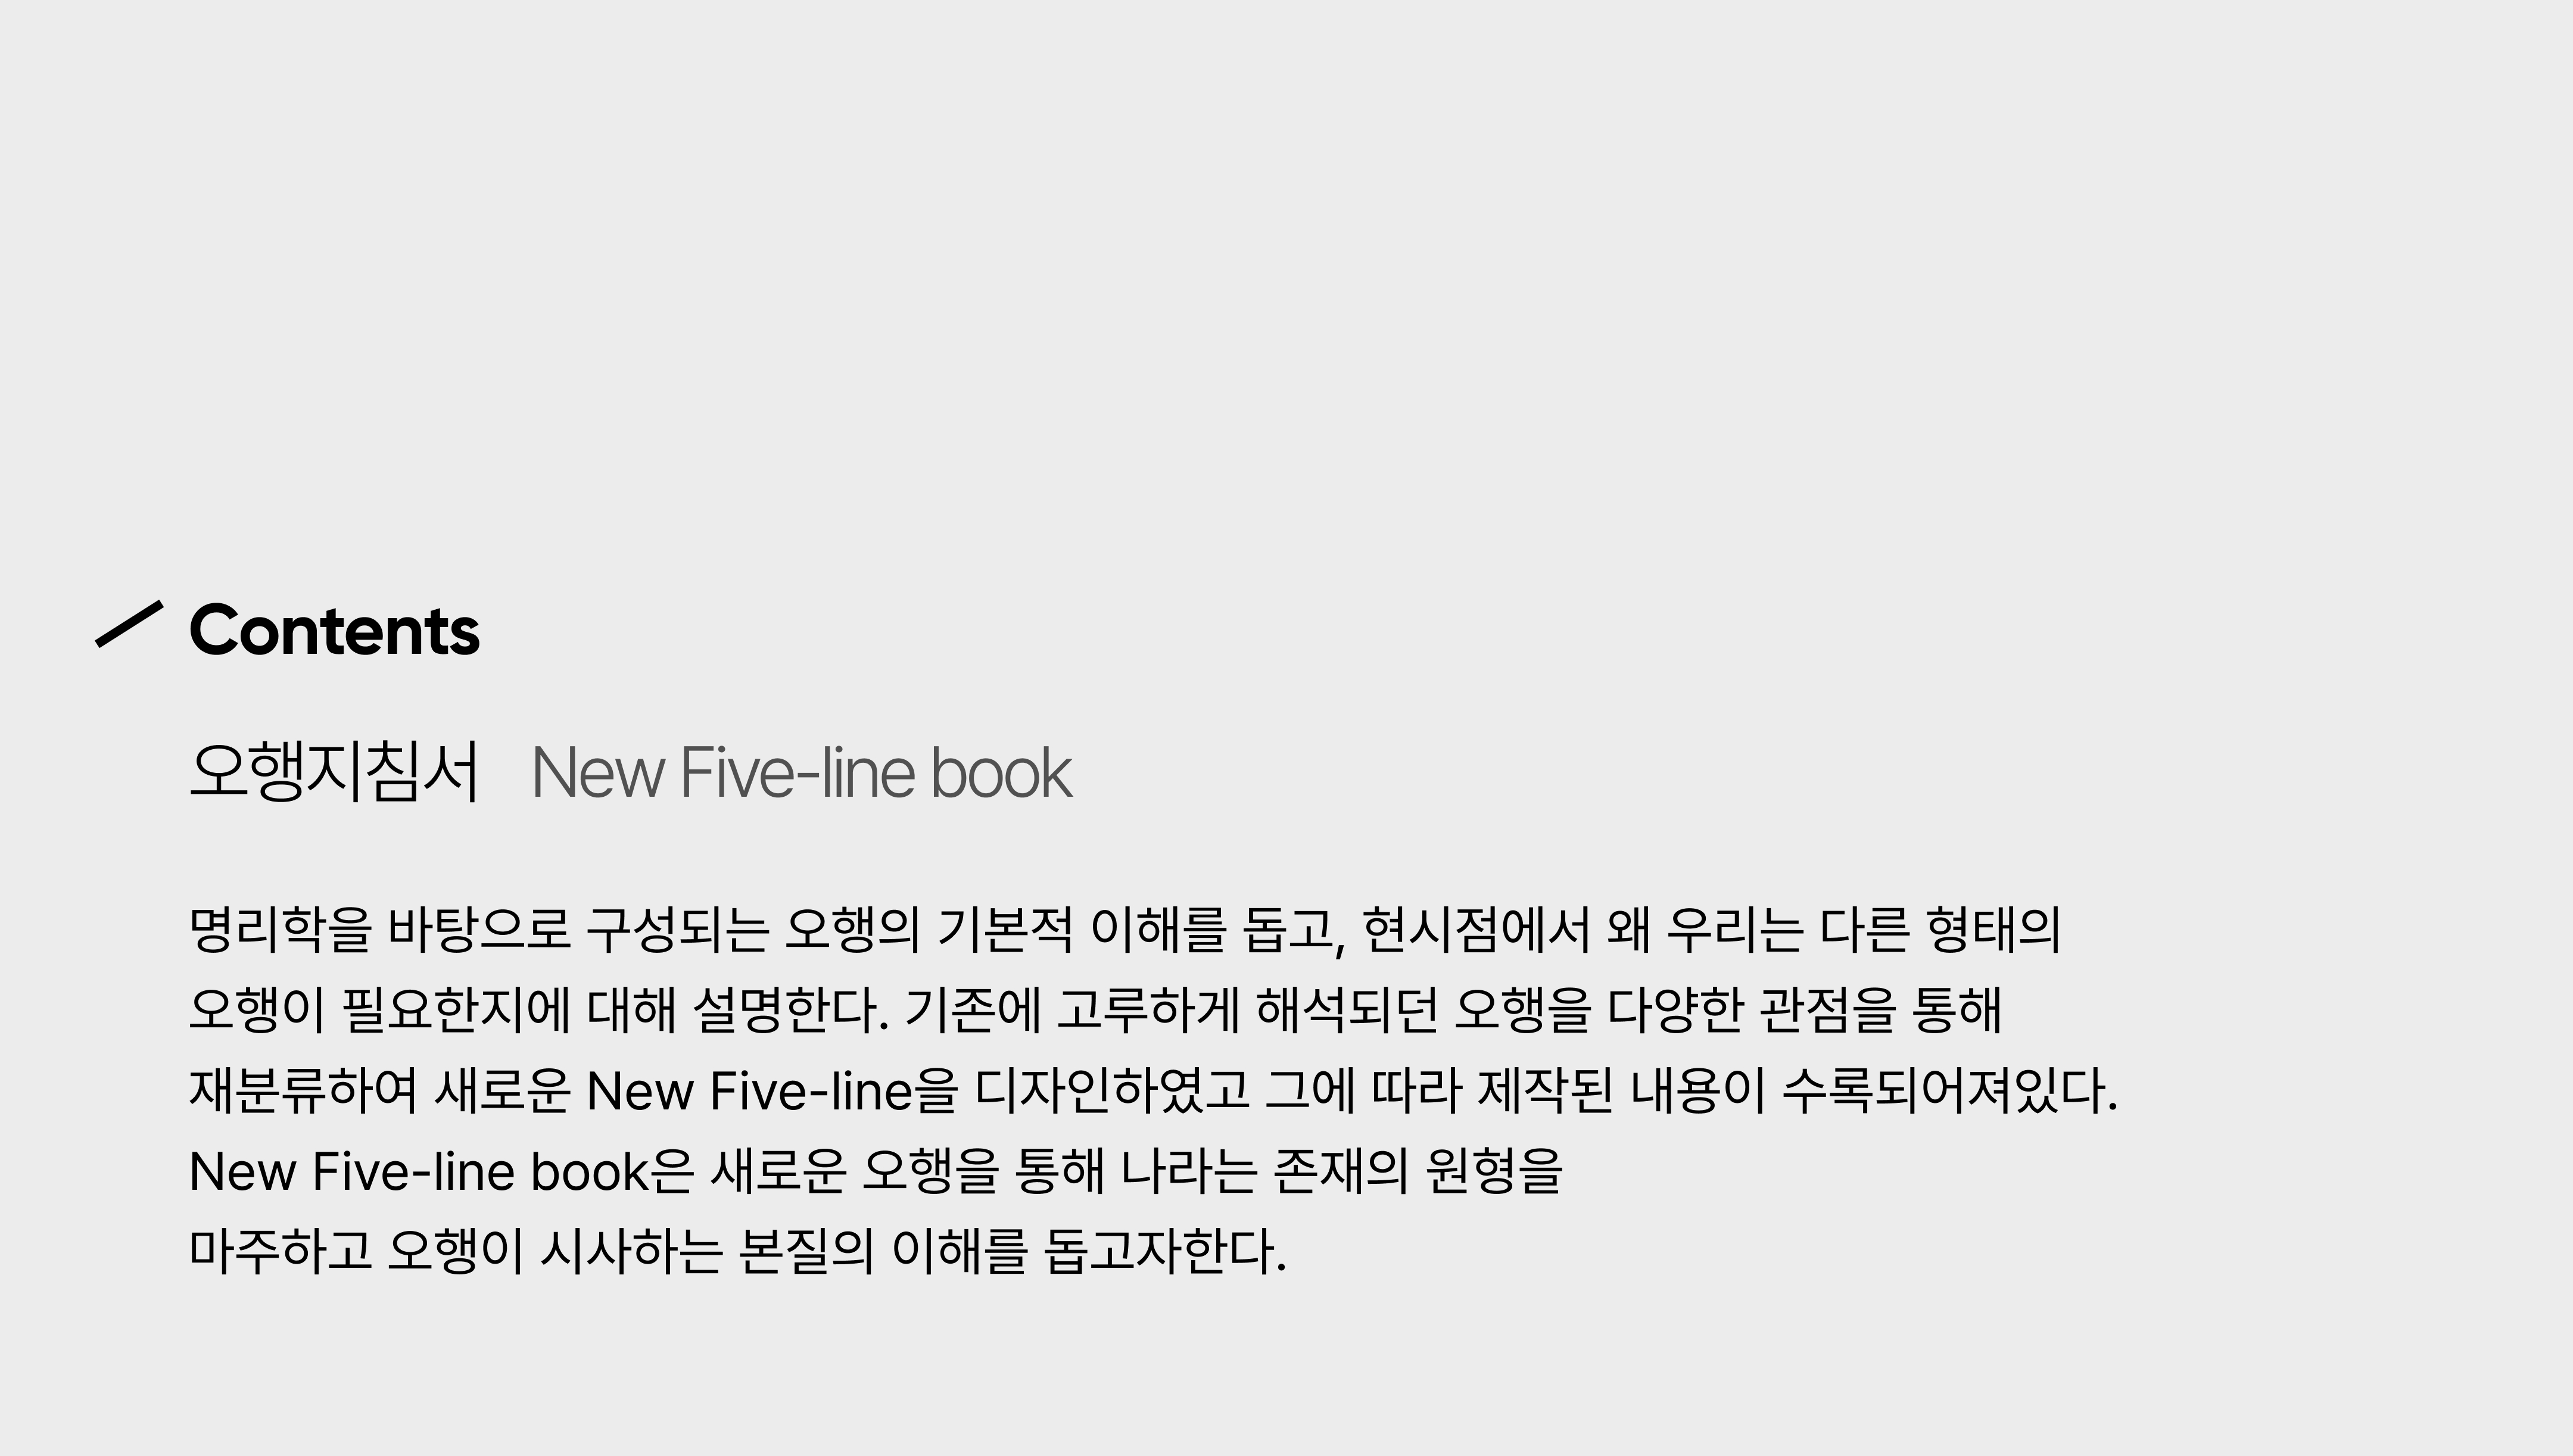 Contents
오행지침서 New Five-line book
명리학을 바탕으로 구성되는 오행의 기본적 이해를 돕고, 현시점에서 왜 우리는 다른 형태의
오행이 필요한지에 대해 설명한다. 기존에 고루하게 해석되던 오행을 다양한 관점을 통해
재분류하여 새로운 New Five-line을 디자인하였고 그에 따라 제작된 내용이 수록되어져있다.
New Five-line book은 새로운 오행을 통해 나라는 존재의 원형을
마주하고 오행이 시사하는 본질의 이해를 돕고자한다.